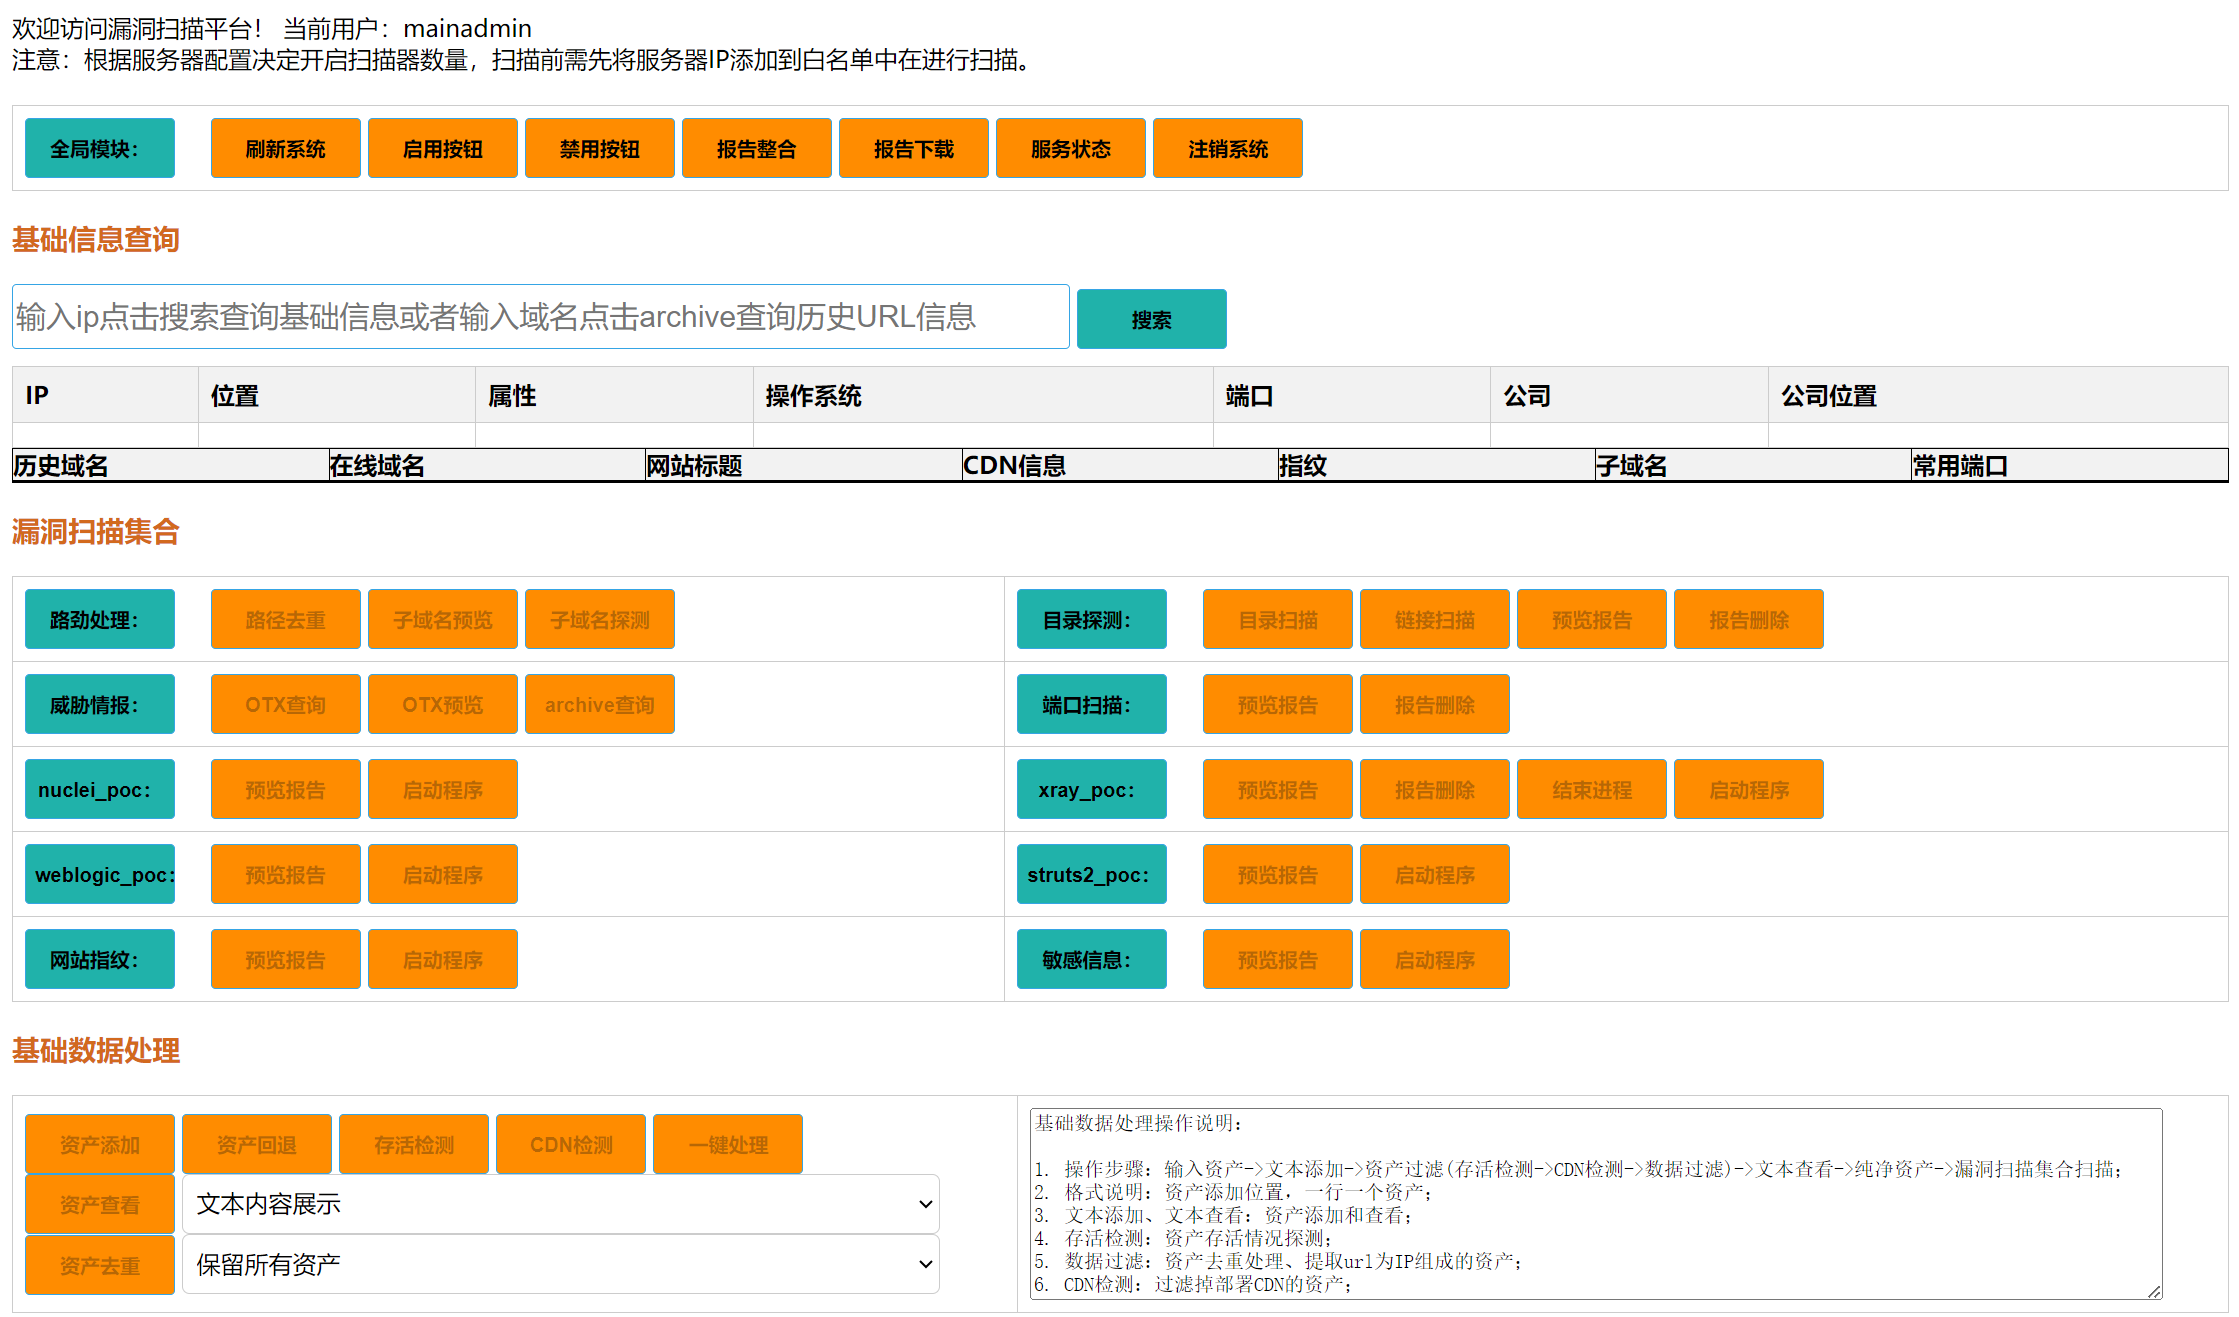 欢迎访问漏洞扫描平台！ 当前用户：mainadmin
注意：根据服务器配置决定开启扫描器数量，扫描前需先将服务器IP添加到白名单中在进行扫描。
全局模块： 刷新系统 启用按钮 禁用按钮 报告整合 报告下载 服务状态 注销系统
基础信息查询
输入ip点击搜索查询基础信息或者输入域名点击archive查询历史URL信息 搜索
IP 位置 属性 操作系统 端口 公司 公司位置
历史域名 在线域名 网站标题 CDN信息 指纹 子域名 常用端口
漏洞扫描集合
路劲处理： 路径去重 子域名预览 子域名探测 目录探测： 目录扫描 链接扫描 预览报告 报告删除
威胁情报： OTX查询 OTX预览 archive查询 端口扫描： 预览报告 报告删除
nuclei_poc： 预览报告 启动程序 xray_poc： 预览报告 报告删除 结束进程 启动程序
weblogic_poc： 预览报告 启动程序 struts2_poc： 预览报告 启动程序
网站指纹： 预览报告 启动程序 敏感信息： 预览报告 启动程序
基础数据处理
资产添加 资产回退 存活检测 CDN检测 一键处理
资产查看 文本内容展示
资产去重 保留所有资产
基础数据处理操作说明：
1. 操作步骤：输入资产->文本添加->资产过滤(存活检测->CDN检测->数据过滤)->文本查看->纯净资产->漏洞扫描集合扫描；
2. 格式说明：资产添加位置，一行一个资产；
3. 文本添加、文本查看：资产添加和查看；
4. 存活检测：资产存活情况探测；
5. 数据过滤：资产去重处理、提取url为IP组成的资产；
6. CDN检测：过滤掉部署CDN的资产；